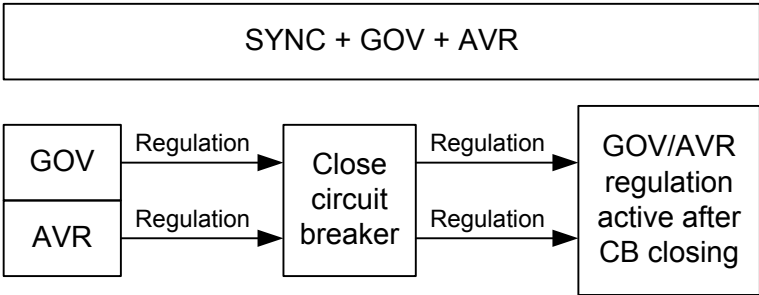 SYNC + GOV + AVR
GOV
Regulation
AVR
Regulation
Close
circuit
breaker
Regulation
Regulation
GOV/AVR
regulation
active after
CB closing